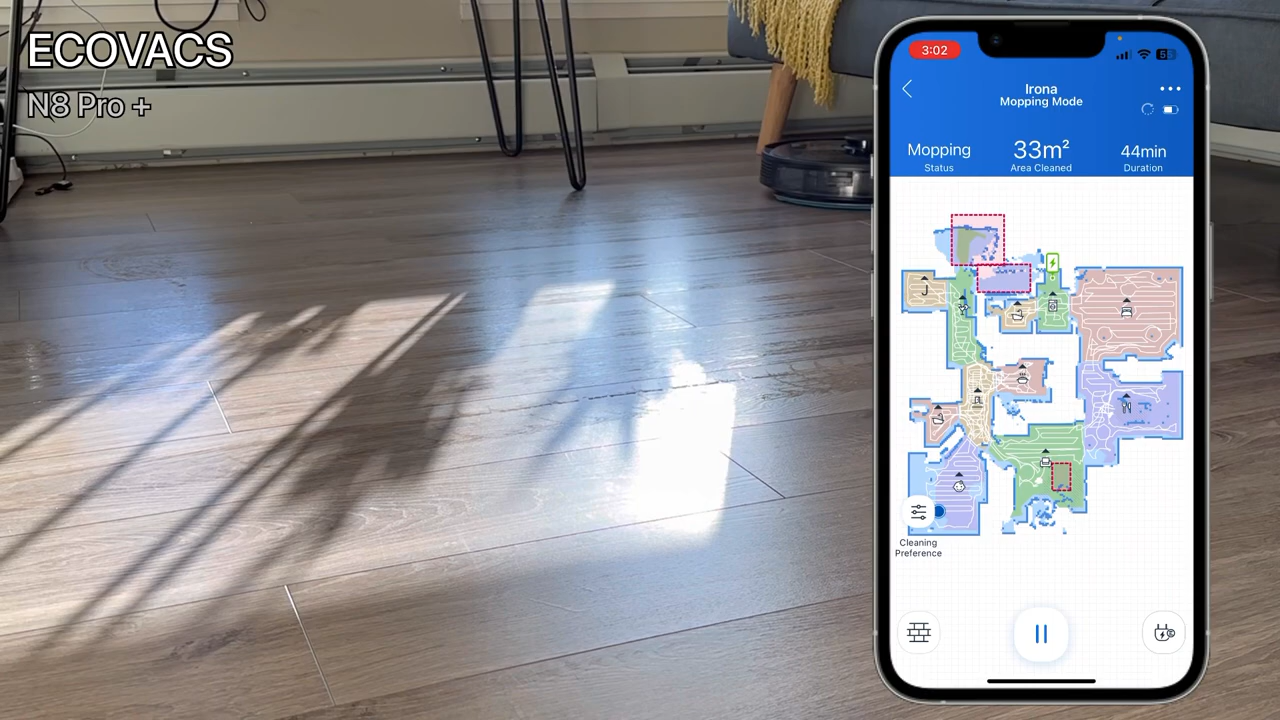 ECOVACS
N8 Pro +
3:02
Irona
Mopping Mode
Mopping
33m²
44min
Status
Area Cleaned
Duration
Cleaning
Preference